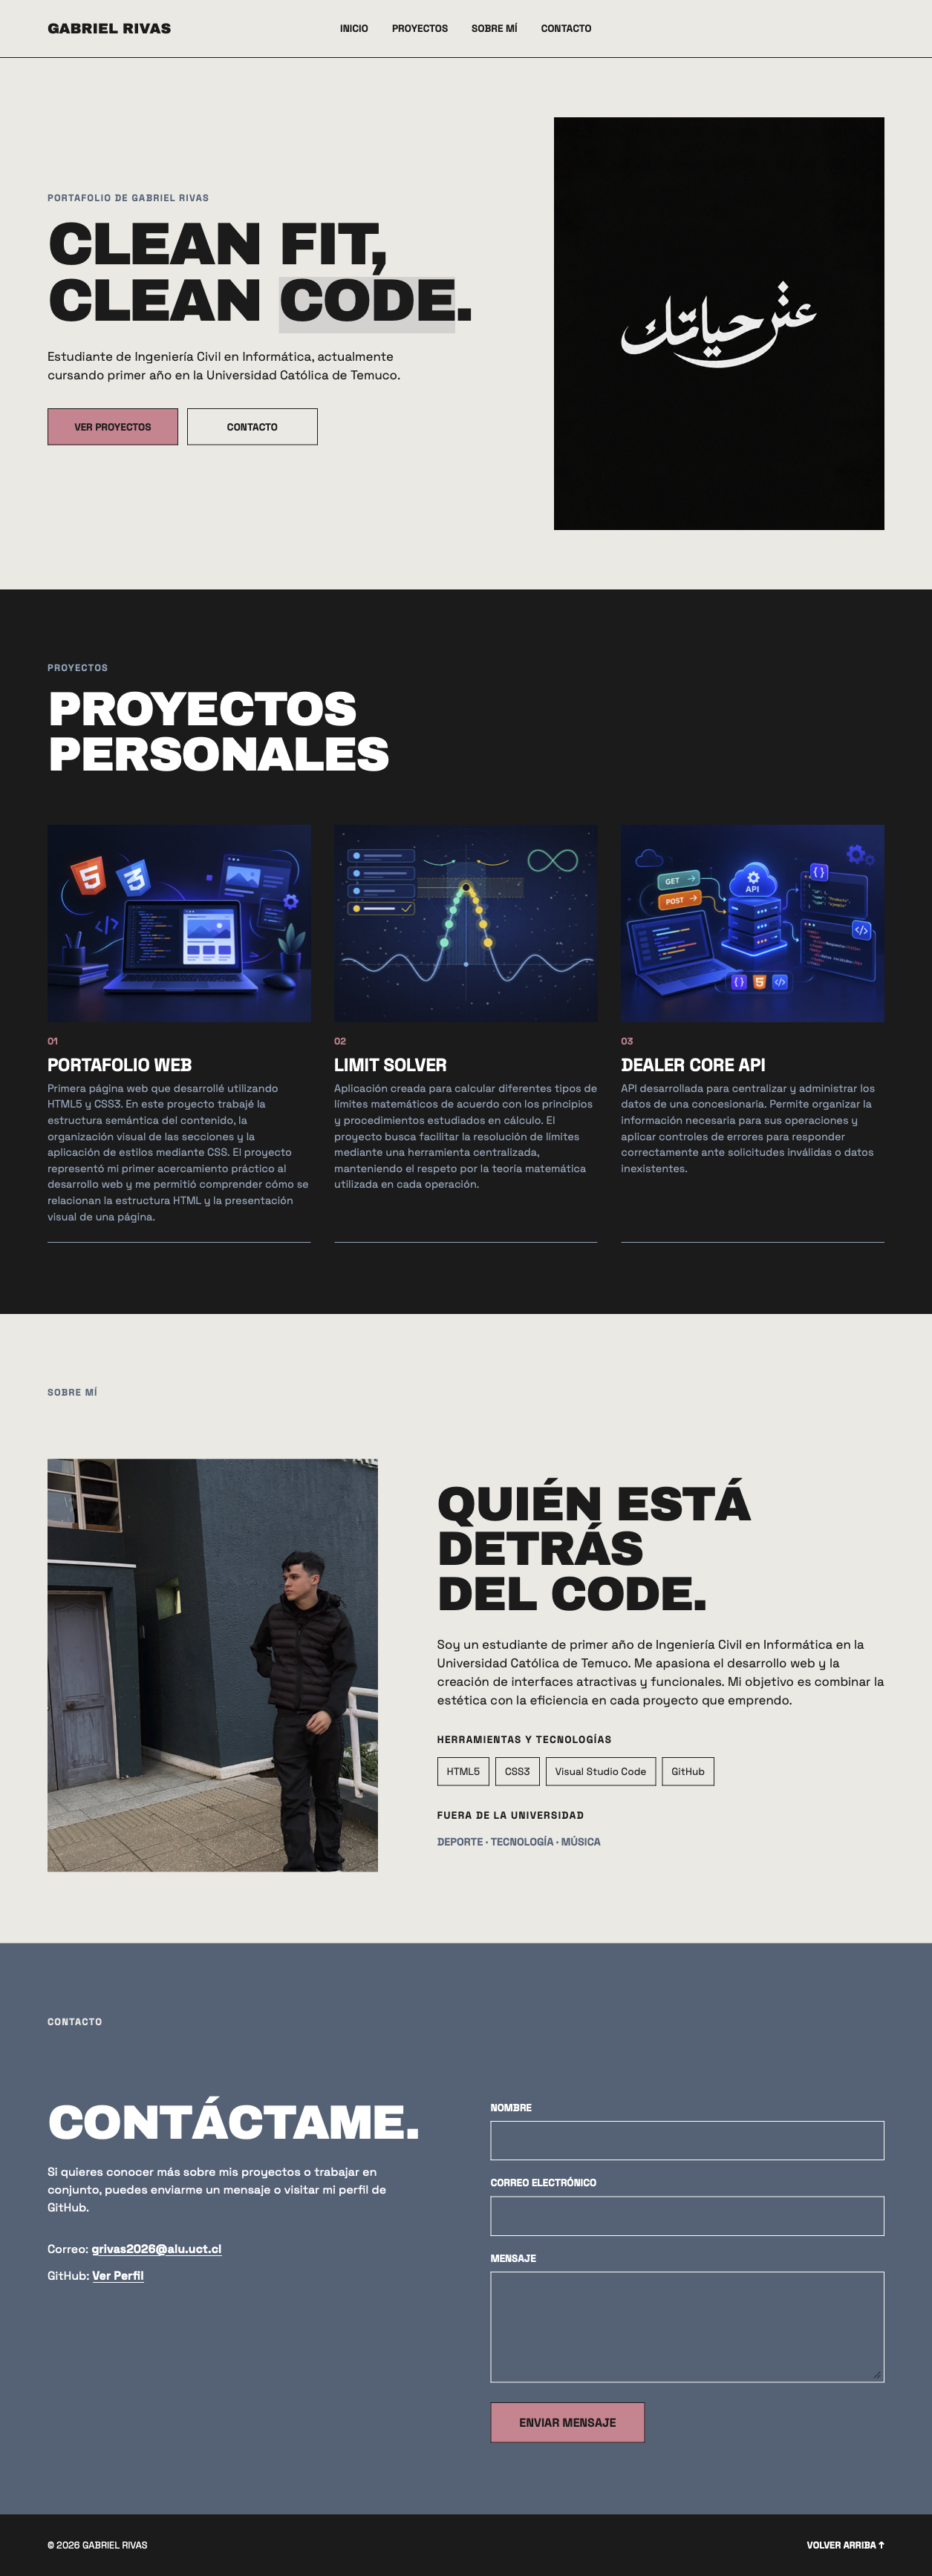 GABRIEL RIVAS
INICIO PROYECTOS SOBRE MÍ CONTACTO
PORTAFOLIO DE GABRIEL RIVAS
CLEAN FIT,
CLEAN CODE.
Estudiante de Ingeniería Civil en Informática, actualmente
cursando primer año en la Universidad Católica de Temuco.
VER PROYECTOS CONTACTO
عش حياتك
PROYECTOS
PROYECTOS
PERSONALES
GET
POST
API
01
PORTAFOLIO WEB
Primera página web que desarrollé utilizando
HTML5 y CSS3. En este proyecto trabajé la
estructura semántica del contenido, la
organización visual de las secciones y la
aplicación de estilos mediante CSS. El proyecto
representó mi primer acercamiento práctico al
desarrollo web y me permitió comprender cómo se
relacionan la estructura HTML y la presentación
visual de una página.
02
LIMIT SOLVER
Aplicación creada para calcular diferentes tipos de
límites matemáticos de acuerdo con los principios
y procedimientos estudiados en cálculo. El
proyecto busca facilitar la resolución de límites
mediante una herramienta centralizada,
manteniendo el respeto por la teoría matemática
utilizada en cada operación.
03
DEALER CORE API
API desarrollada para centralizar y administrar los
datos de una concesionaria. Permite organizar la
información necesaria para sus operaciones y
aplicar controles de errores para responder
correctamente ante solicitudes inválidas o datos
inexistentes.
SOBRE MÍ
QUIÉN ESTÁ
DETRÁS
DEL CODE.
Soy un estudiante de primer año de Ingeniería Civil en Informática en la
Universidad Católica de Temuco. Me apasiona el desarrollo web y la
creación de interfaces atractivas y funcionales. Mi objetivo es combinar la
estética con la eficiencia en cada proyecto que emprendo.
HERRAMIENTAS Y TECNOLOGÍAS
HTML5 CSS3 Visual Studio Code GitHub
FUERA DE LA UNIVERSIDAD
DEPORTE · TECNOLOGÍA · MÚSICA
CONTACTO
CONTÁCTAME.
Si quieres conocer más sobre mis proyectos o trabajar en
conjunto, puedes enviarme un mensaje o visitar mi perfil de
GitHub.
Correo: grivas2026@alu.uct.cl
GitHub: Ver Perfil
NOMBRE
CORREO ELECTRÓNICO
MENSAJE
ENVIAR MENSAJE
© 2026 GABRIEL RIVAS
VOLVER ARRIBA ↑